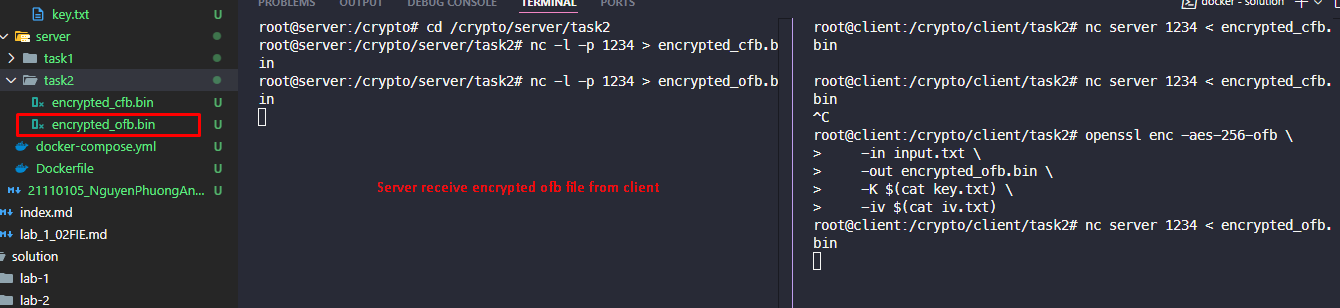 key.txt U
server
task1
task2
encrypted_cfb.bin U
encrypted_ofb.bin U
docker-compose.yml U
Dockerfile U
21110105_NguyenPhuongAn... U
index.md
lab_1_02FIE.md
solution
lab-1
lab-2
PROBLEMS OUTPUT TERMINAL PORTS
docker - solution
root@server:/crypto# cd /crypto/server/task2
root@server:/crypto/server/task2# nc -l -p 1234 > encrypted_cfb.b
in
root@server:/crypto/server/task2# nc -l -p 1234 > encrypted_ofb.b
in
Server receive encrypted ofb file from client
root@client:/crypto/client/task2# nc server 1234 < encrypted_cfb.
bin
root@client:/crypto/client/task2# nc server 1234 < encrypted_cfb.
bin
^C
root@client:/crypto/client/task2# openssl enc -aes-256-ofb \
> -in input.txt \
> -out encrypted_ofb.bin \
> -K $(cat key.txt) \
> -iv $(cat iv.txt)
root@client:/crypto/client/task2# nc server 1234 < encrypted_ofb.
bin